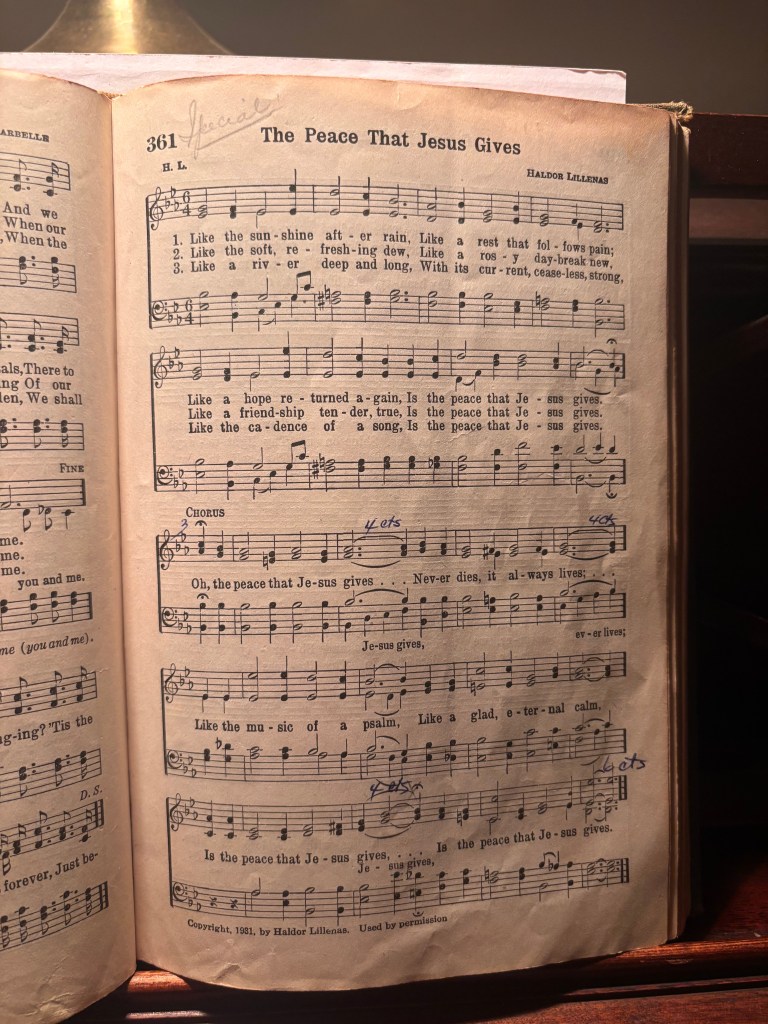 ARBELLE
And we
When our
, When the
als, There to
ng Of our
len, We shall
FINE
me.
me.
me.
you and me.
me (you and me).
ng-ing? 'Tis the
D. S.
forever, Just be-
Special!
361 The Peace That Jesus Gives
H. L. HALDOR LILLENAS
1. Like the sun-shine aft-er rain, Like a rest that fol-lows pain;
2. Like the soft, re-fresh-ing dew, Like a ros-y day-break new,
3. Like a riv-er deep and long, With its cur-rent, cease-less, strong,
Like a hope re-turned a-gain, Is the peace that Je-sus gives.
Like a friend-ship ten-der, true, Is the peace that Je-sus gives.
Like the ca-dence of a song, Is the peace that Je-sus gives.
CHORUS
3 4 cts 4 cts
Oh, the peace that Je-sus gives . . . Nev-er dies, it al-ways lives; . . .
Je-sus gives, ev-er lives;
Like the mu-sic of a psalm, Like a glad, e-ter-nal calm,
4 cts 6 cts
Is the peace that Je-sus gives, . . . Is the peace that Je-sus gives.
Je-sus gives,
Copyright, 1931, by Haldor Lillenas. Used by permission